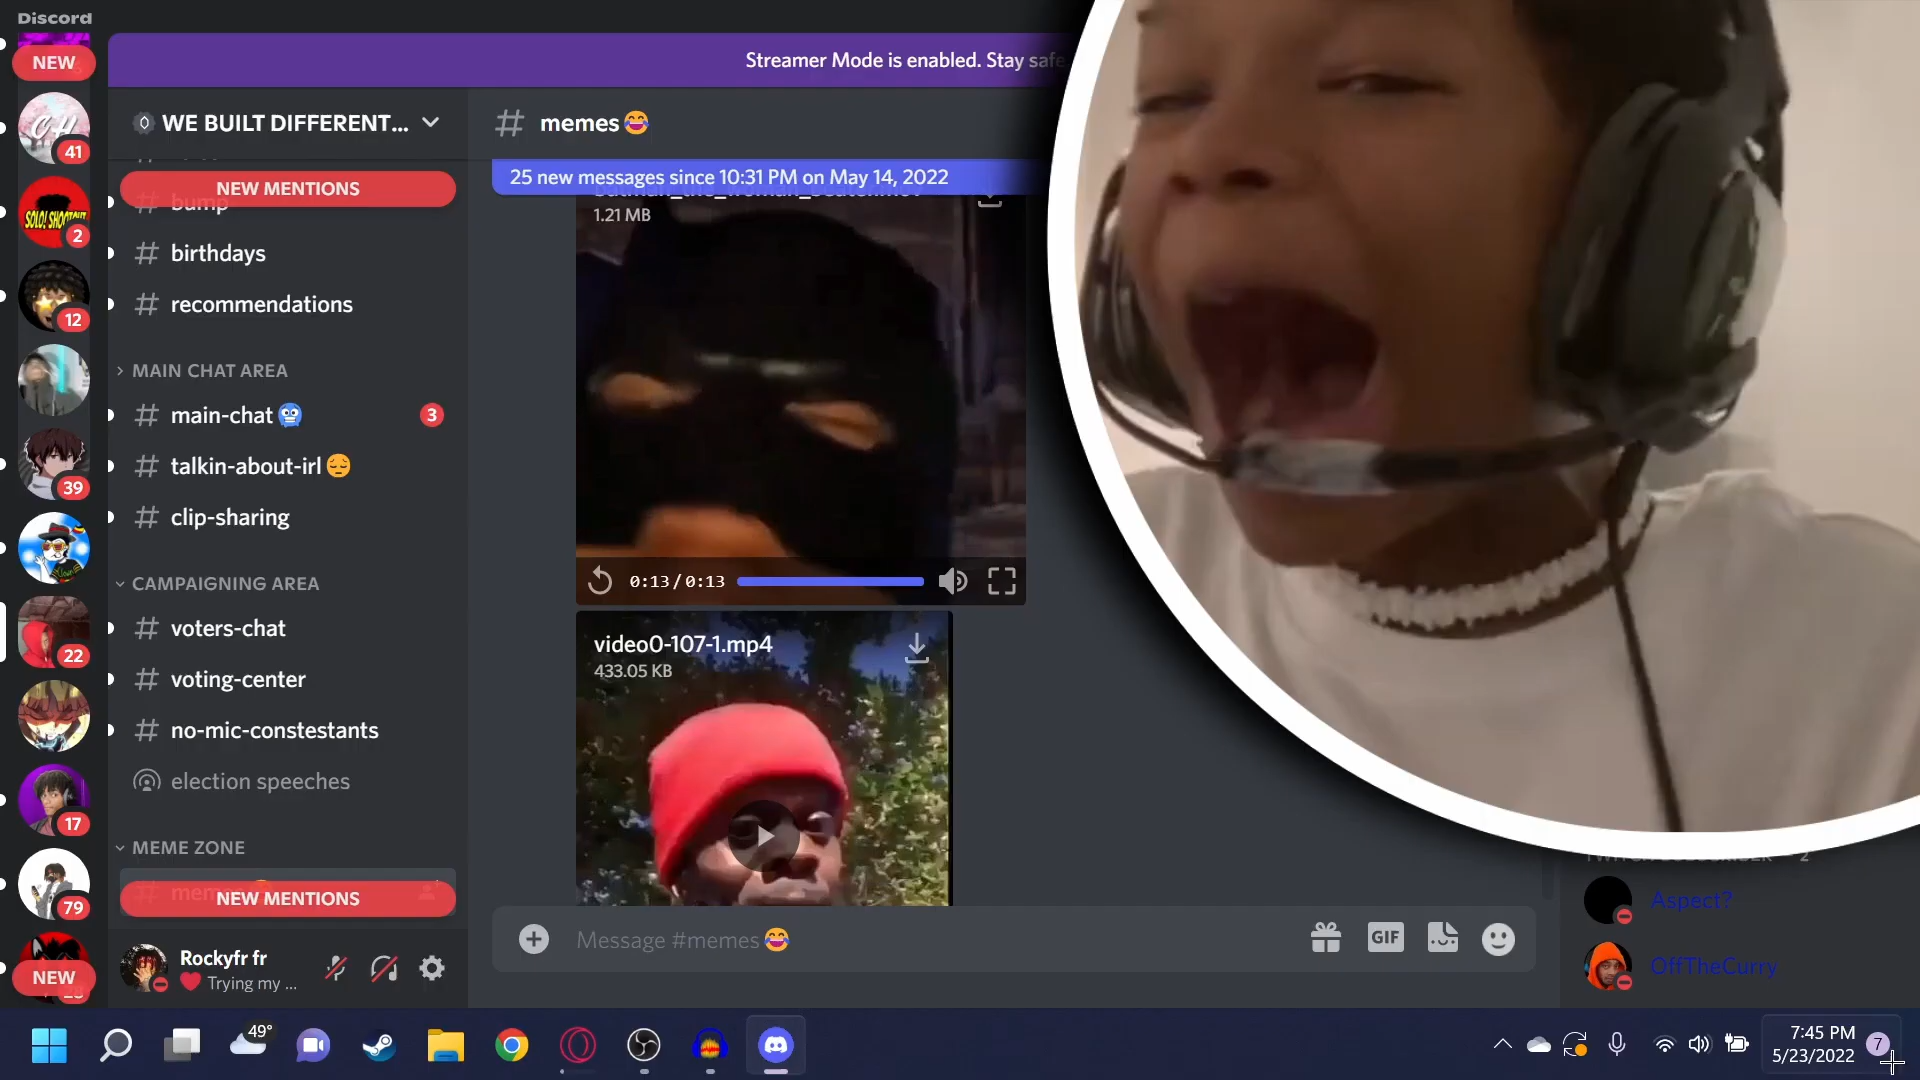 Discord
NEW
41
2
12
39
22
17
79
NEW
Streamer Mode is enabled. Stay safe
WE BUILT DIFFERENT...
NEW MENTIONS
bump
birthdays
recommendations
MAIN CHAT AREA
main-chat🥶
3
talkin-about-irl😔
clip-sharing
CAMPAIGNING AREA
voters-chat
voting-center
no-mic-constestants
election speeches
MEME ZONE
NEW MENTIONS
Rockyfr fr
❤️ Trying my ...
memes😂
25 new messages since 10:31 PM on May 14, 2022
1.21 MB
0:13/0:13
video0-107-1.mp4
433.05 KB
Message #memes😂
GIF
Aspect?
OffTheCurry
49°
7:45 PM
5/23/2022
7